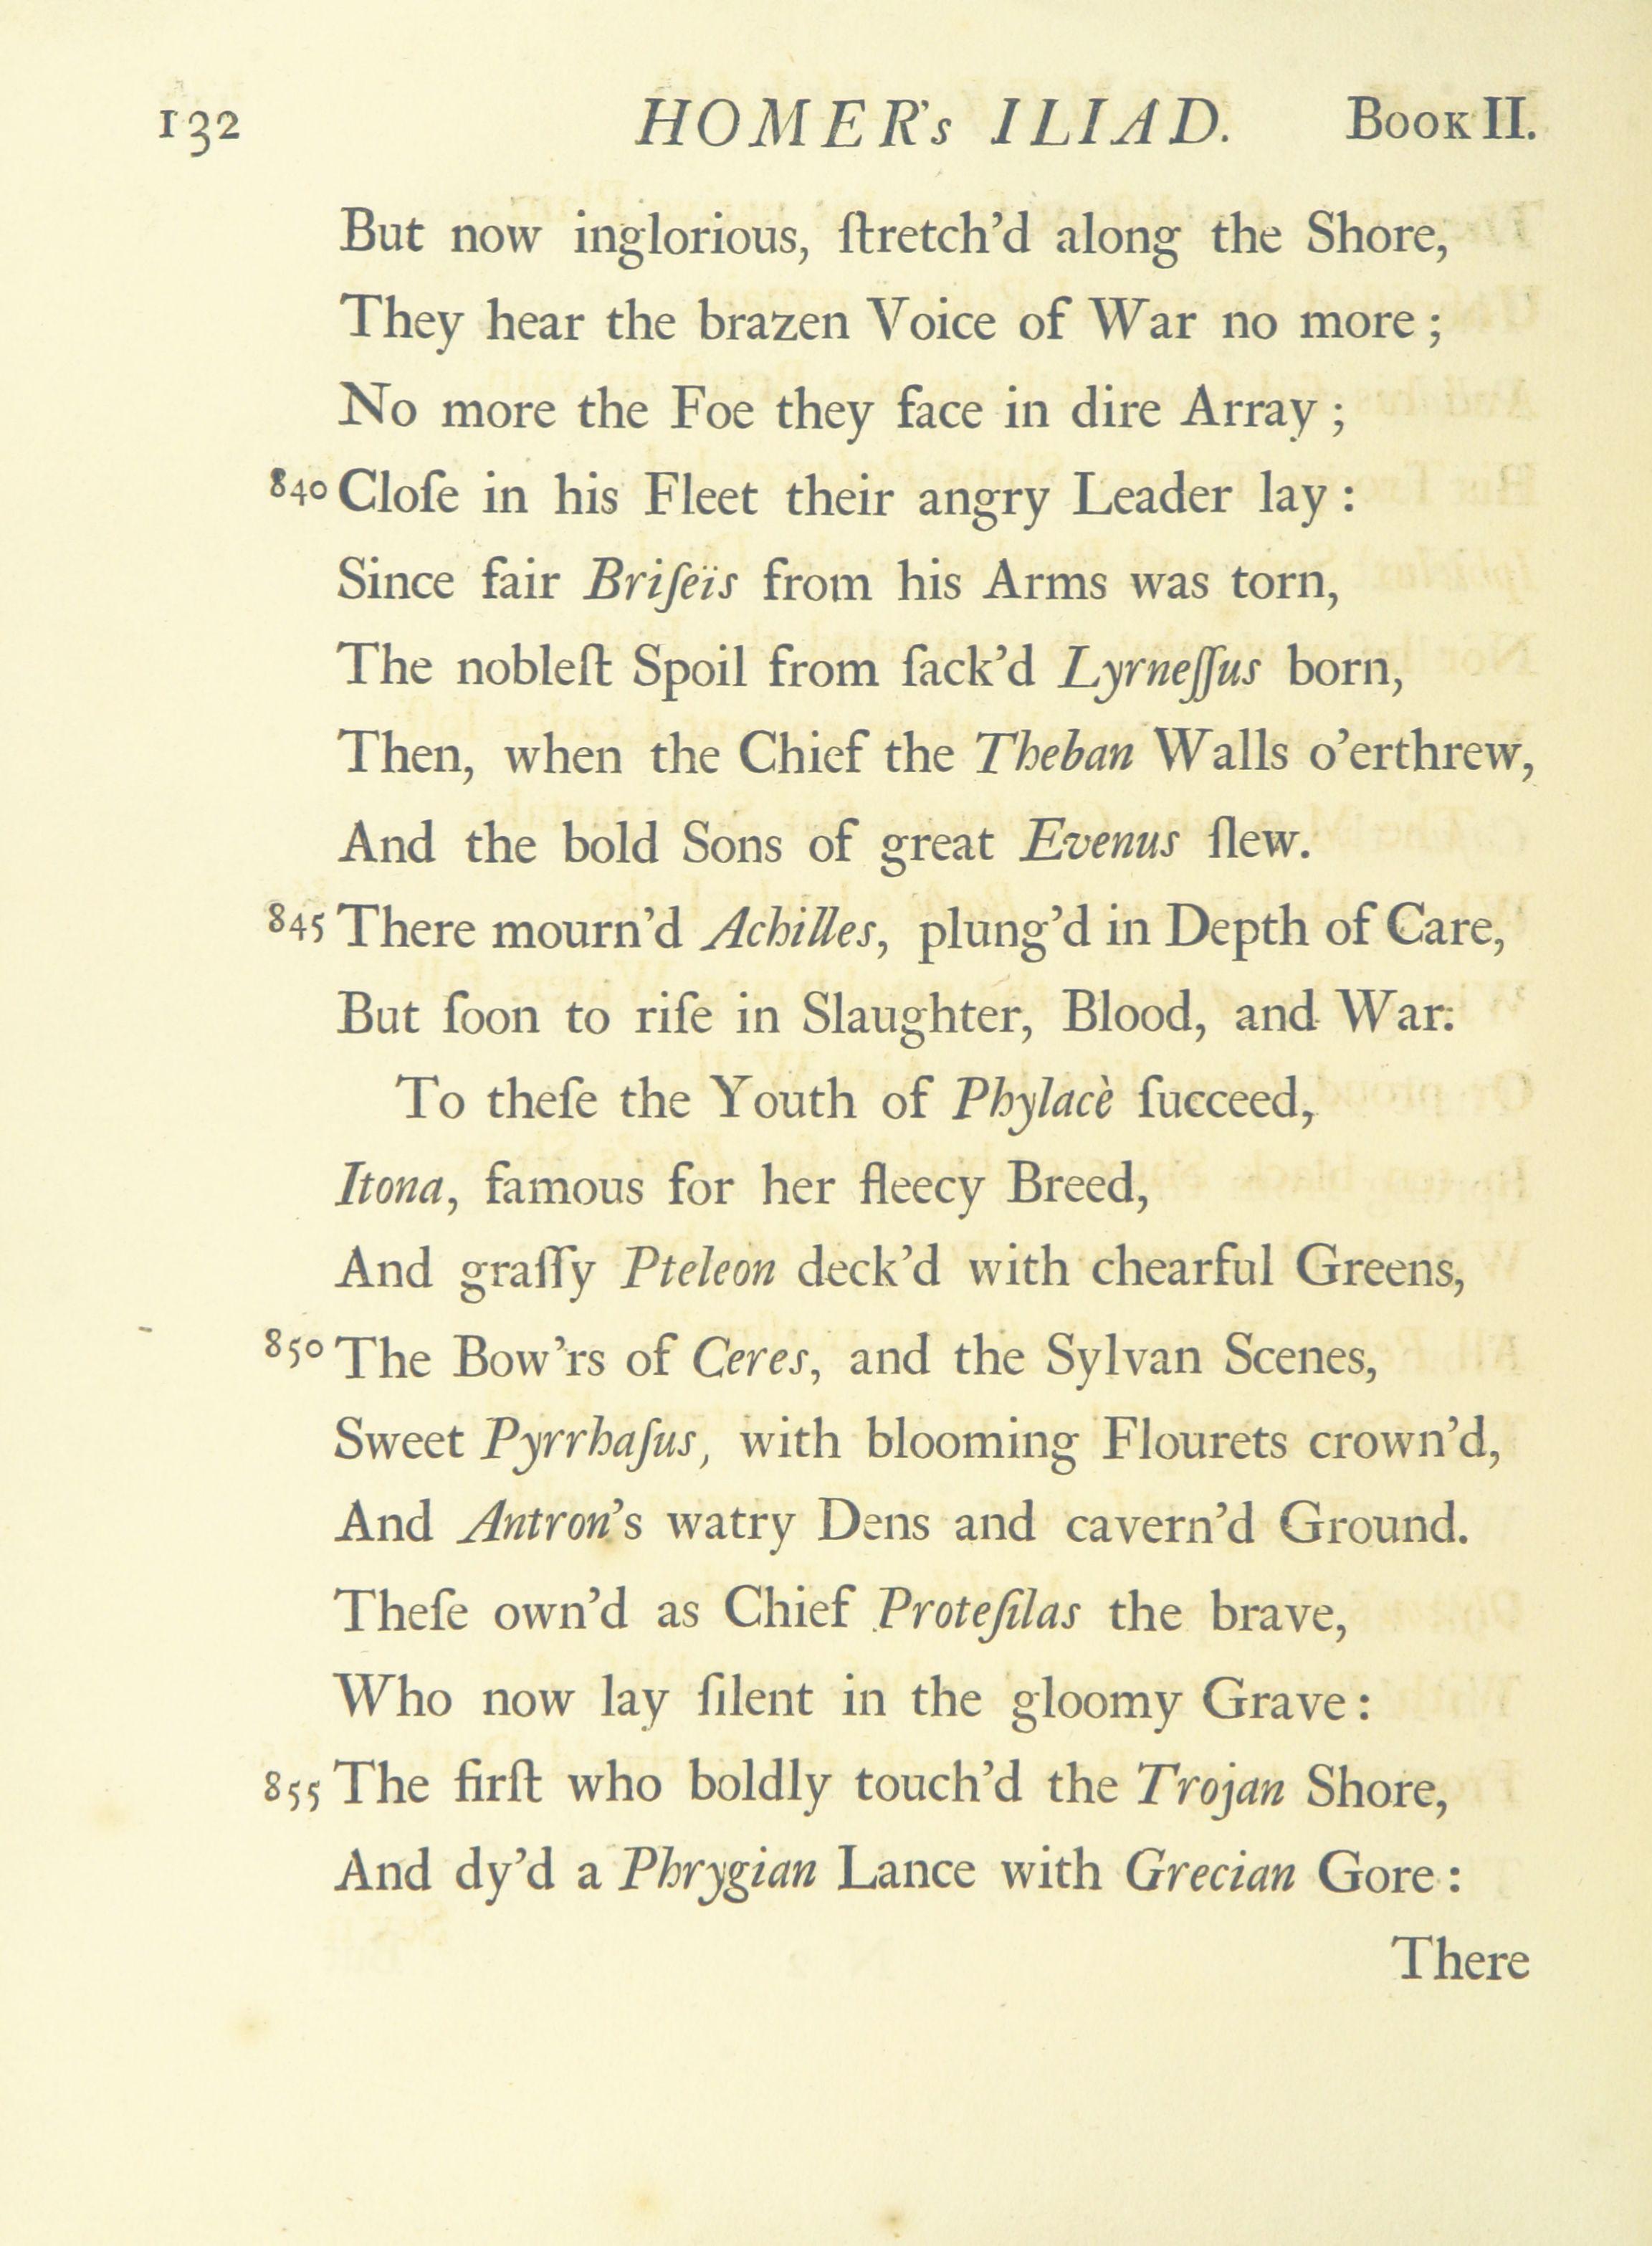 132 HOMER's ILIAD. BOOK II.
But now inglorious, ſtretch'd along the Shore,
They hear the brazen Voice of War no more;
No more the Foe they face in dire Array;
840 Cloſe in his Fleet their angry Leader lay:
Since fair Briſeïs from his Arms was torn,
The nobleſt Spoil from ſack'd Lyrneſſus born,
Then, when the Chief the Theban Walls o'erthrew,
And the bold Sons of great Evenus ſlew.
845 There mourn'd Achilles, plung'd in Depth of Care,
But ſoon to riſe in Slaughter, Blood, and War.
To theſe the Youth of Phylacè ſucceed,
Itona, famous for her fleecy Breed,
And graſſy Pteleon deck'd with chearful Greens,
850 The Bow'rs of Ceres, and the Sylvan Scenes,
Sweet Pyrrhaſus, with blooming Flourets crown'd,
And Antron's watry Dens and cavern'd Ground.
Theſe own'd as Chief Proteſilas the brave,
Who now lay ſilent in the gloomy Grave:
855 The firſt who boldly touch'd the Trojan Shore,
And dy'd a Phrygian Lance with Grecian Gore:
There